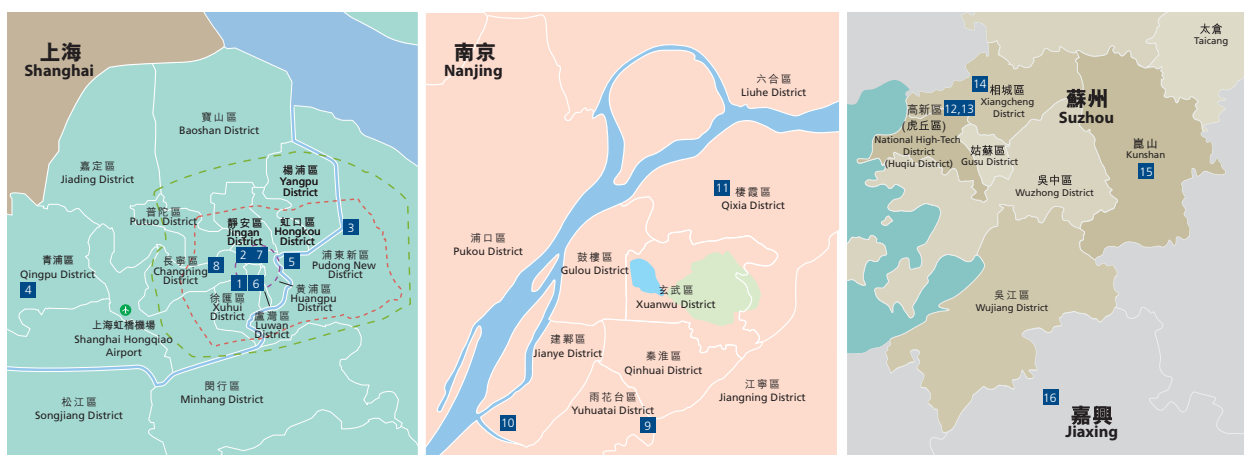 上海
Shanghai
寶山區
Baoshan District
嘉定區
Jiading District
楊浦區
Yangpu
District
普陀區
Putuo District
靜安區
Jingan
District
虹口區
Hongkou
District
3
2 7
5
浦東新區
Pudong New
District
長寧區
Changning
District
8
青浦區
Qingpu District
4
1 6
黃浦區
Huangpu
District
徐匯區
Xuhui
District
盧灣區
Luwan
District
上海虹橋機場
Shanghai Hongqiao
Airport
閔行區
Minhang District
松江區
Songjiang District
南京
Nanjing
六合區
Liuhe District
11
棲霞區
Qixia District
浦口區
Pukou District
鼓樓區
Gulou District
玄武區
Xuanwu District
建鄴區
Jianye District
秦淮區
Qinhuai District
江寧區
Jiangning District
雨花台區
Yuhuatai District
10
9
太倉
Taicang
14
相城區
Xiangcheng
District
蘇州
Suzhou
高新區
12,13
(虎丘區)
National High-Tech
District
(Huqiu District)
姑蘇區
Gusu District
崑山
Kunshan
15
吳中區
Wuzhong District
吳江區
Wujiang District
16
嘉興
Jiaxing